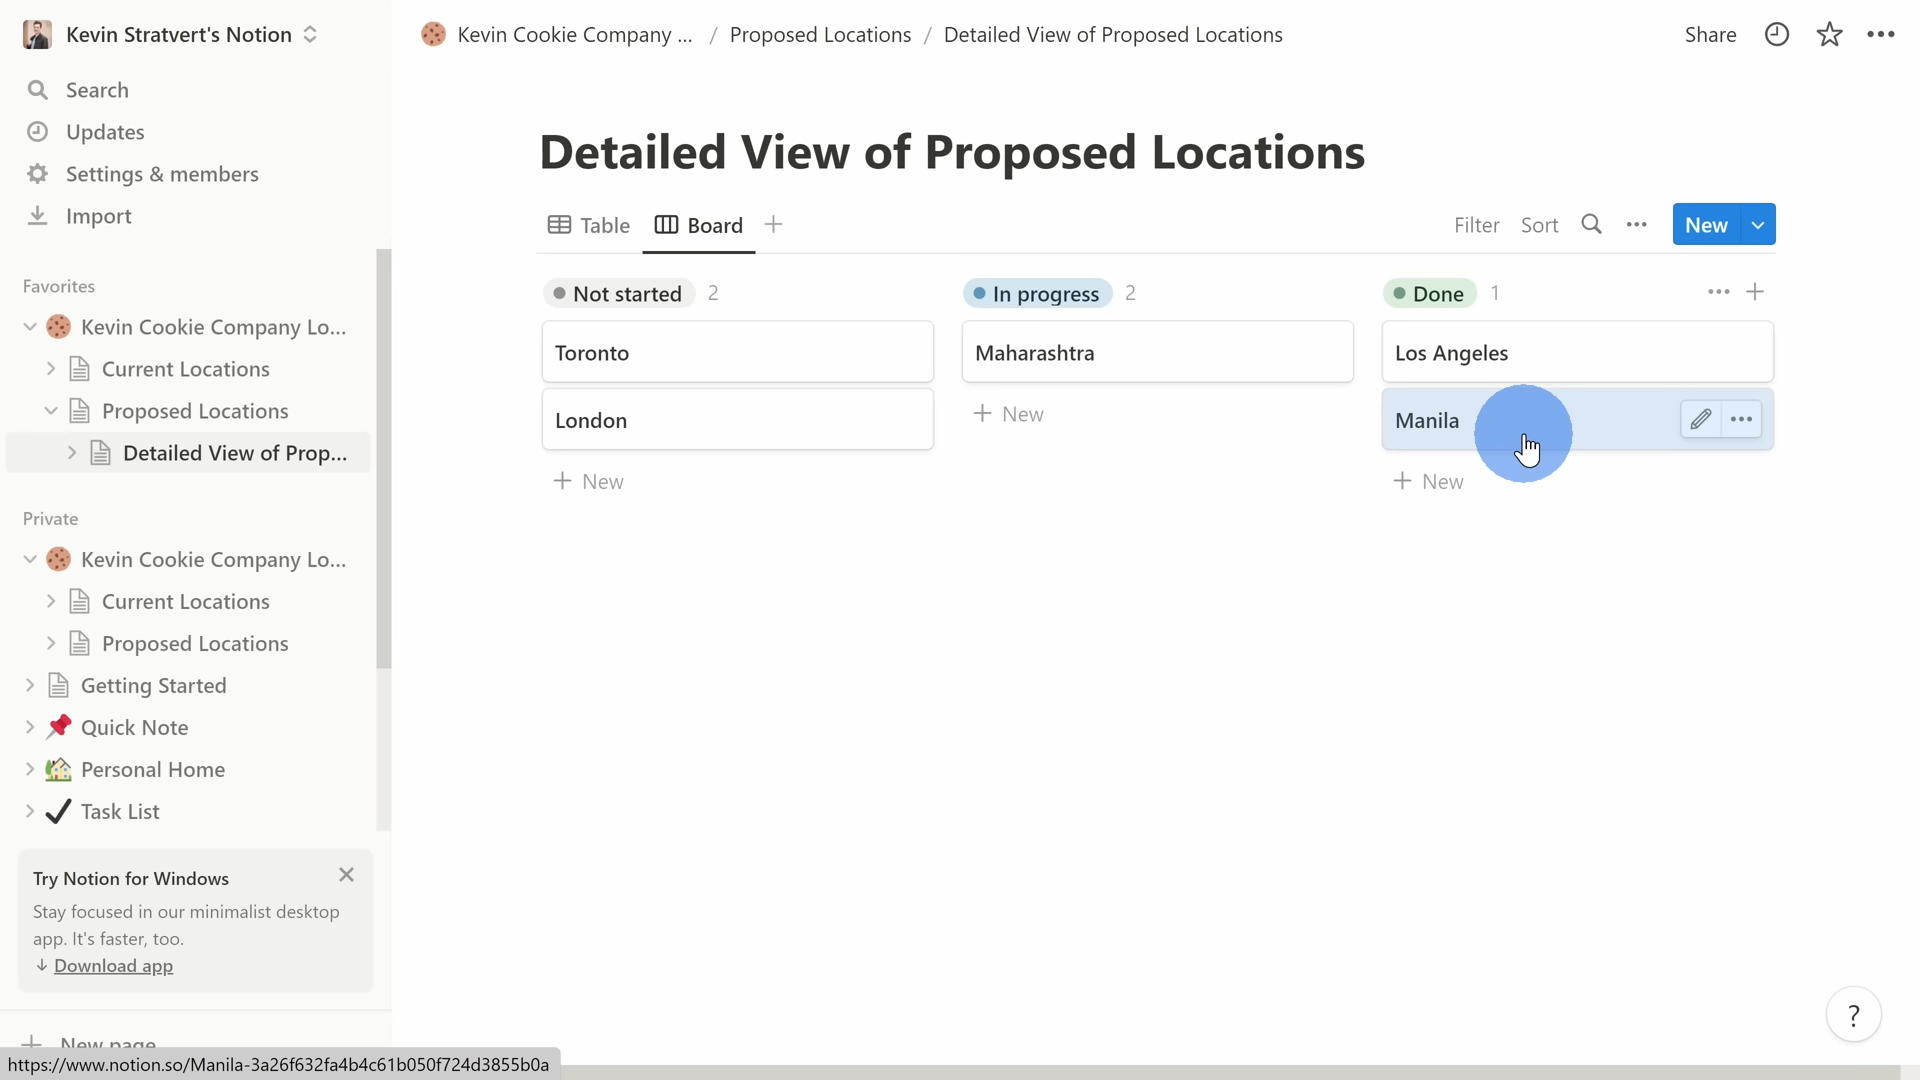 Kevin Stratvert's Notion
Search
Updates
Settings & members
Import
Favorites
Kevin Cookie Company Lo...
Current Locations
Proposed Locations
Detailed View of Prop...
Private
Kevin Cookie Company Lo...
Current Locations
Proposed Locations
Getting Started
Quick Note
Personal Home
Task List
Try Notion for Windows
Stay focused in our minimalist desktop
app. It's faster, too.
↓ Download app
New page
https://www.notion.so/Manila-3a26f632fa4b4c61b050f724d3855b0a
Kevin Cookie Company ... / Proposed Locations / Detailed View of Proposed Locations
Share
Detailed View of Proposed Locations
Table Board
Filter Sort New
Not started 2
Toronto
London
+ New
In progress 2
Maharashtra
+ New
Done 1
Los Angeles
Manila
+ New
?